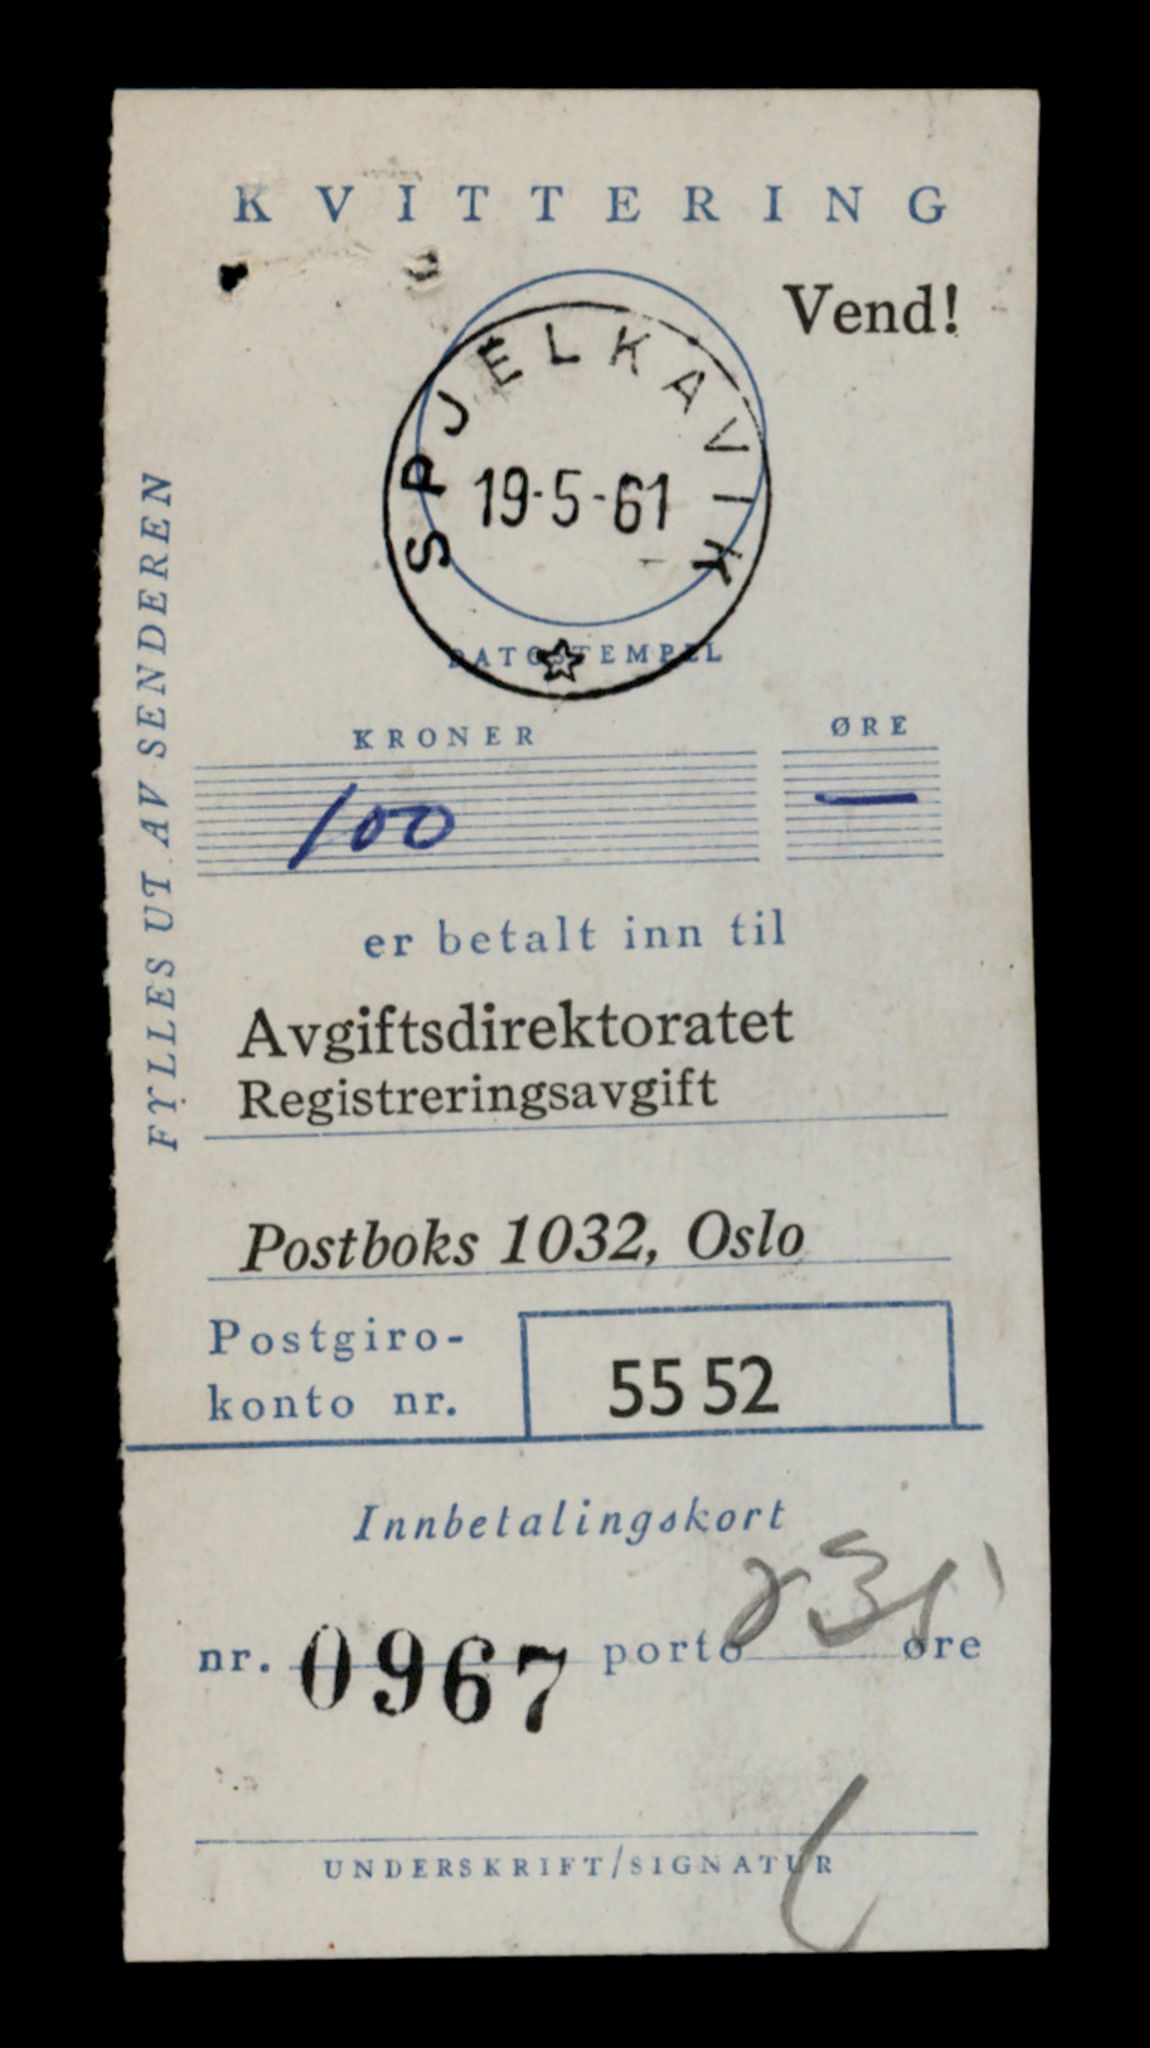 KVITTERING
Vend!
SPJELKAVIK
19-5-61
DATOSTEMPEL
FYLLES UT AV SENDEREN
KRONER ØRE
100 —
er betalt inn til
Avgiftsdirektoratet
Registreringsavgift
Postboks 1032, Oslo
Postgiro-
konto nr. 55 52
Innbetalingskort
nr. 0967 porto øre
UNDERSKRIFT/SIGNATUR